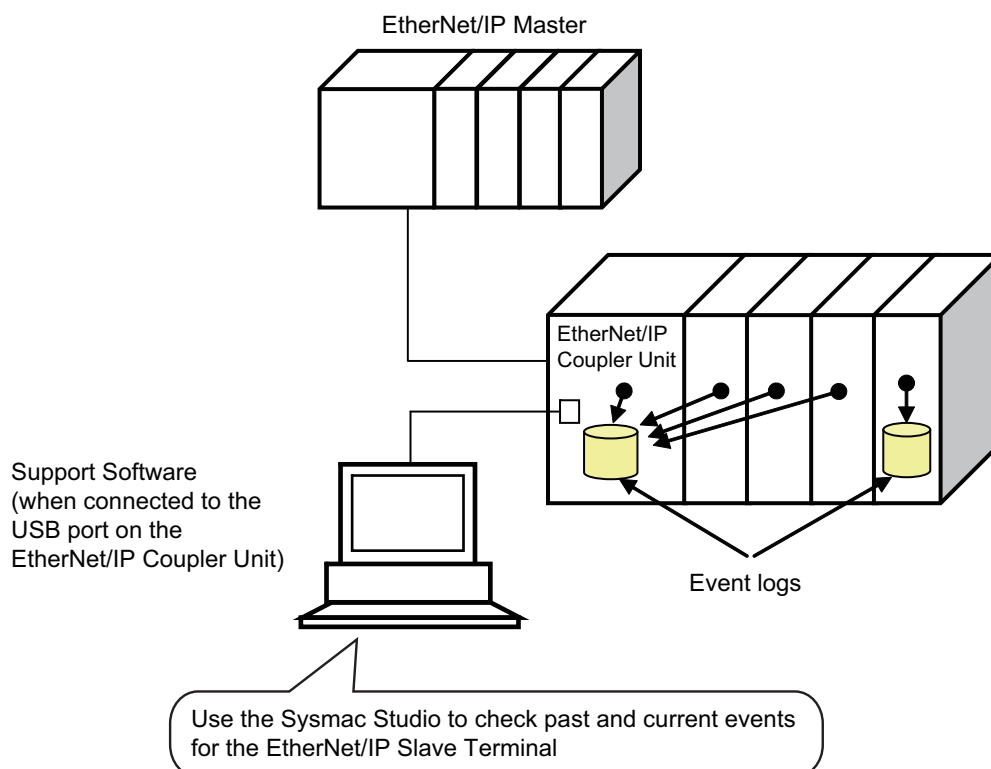 EtherNet/IP Master
EtherNet/IP
Coupler Unit
Support Software
(when connected to the
USB port on the
EtherNet/IP Coupler Unit)
Event logs
Use the Sysmac Studio to check past and current events
for the EtherNet/IP Slave Terminal